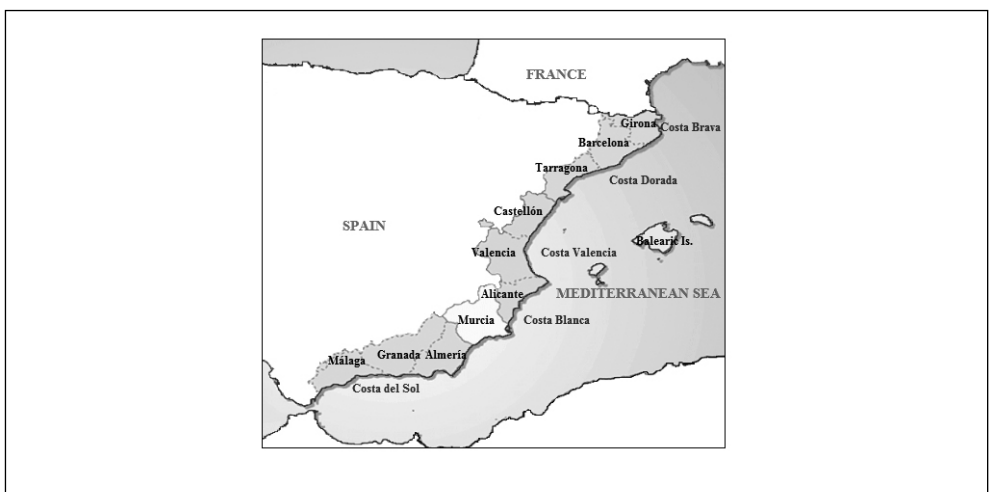 FRANCE
Girona
Costa Brava
Barcelona
Tarragona
Costa Dorada
Castellón
SPAIN
Balearic Is.
Valencia
Costa Valencia
Alicante
MEDITERRANEAN SEA
Murcia
Costa Blanca
Málaga
Granada
Almería
Costa del Sol